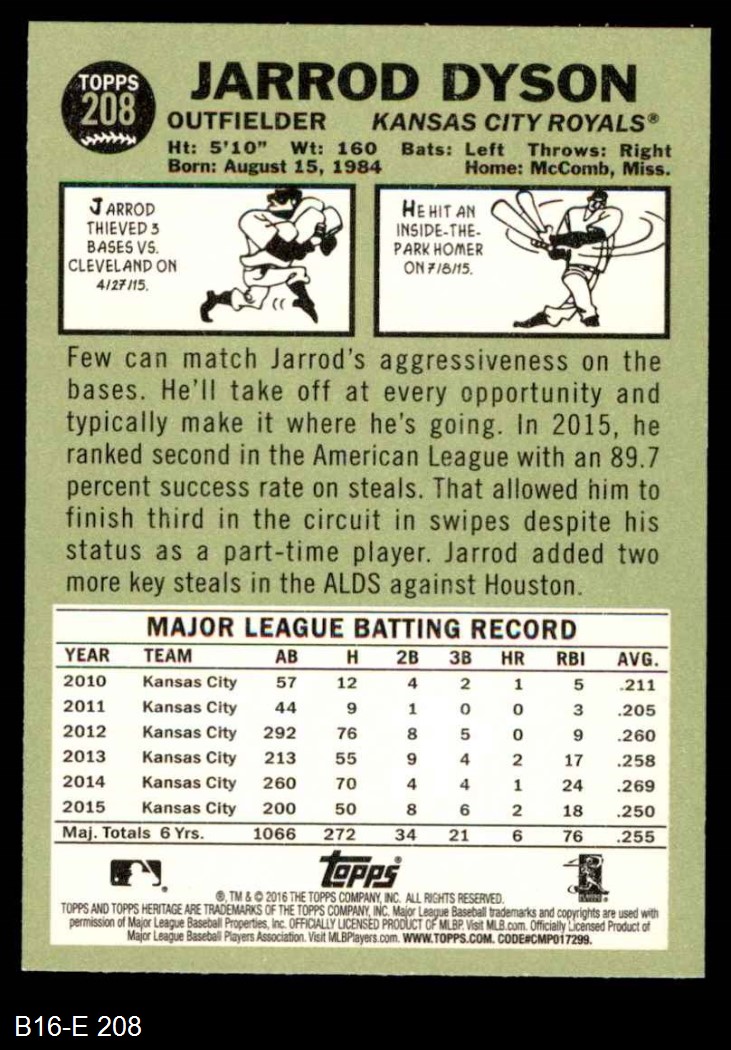 TOPPS
208
JARROD DYSON
OUTFIELDER KANSAS CITY ROYALS®
Ht: 5'10" Wt: 160 Bats: Left Throws: Right
Born: August 15, 1984 Home: McComb, Miss.
JARROD
THIEVED 3
BASES VS.
CLEVELAND ON
4/27/15.
HE HIT AN
INSIDE-THE-
PARK HOMER
ON 7/8/15.
Few can match Jarrod's aggressiveness on the
bases. He'll take off at every opportunity and
typically make it where he's going. In 2015, he
ranked second in the American League with an 89.7
percent success rate on steals. That allowed him to
finish third in the circuit in swipes despite his
status as a part-time player. Jarrod added two
more key steals in the ALDS against Houston.
MAJOR LEAGUE BATTING RECORD
YEAR TEAM AB H 2B 3B HR RBI AVG.
2010 Kansas City 57 12 4 2 1 5 .211
2011 Kansas City 44 9 1 0 0 3 .205
2012 Kansas City 292 76 8 5 0 9 .260
2013 Kansas City 213 55 9 4 2 17 .258
2014 Kansas City 260 70 4 4 1 24 .269
2015 Kansas City 200 50 8 6 2 18 .250
Maj. Totals 6 Yrs. 1066 272 34 21 6 76 .255
topps®
®, TM & © 2016 THE TOPPS COMPANY, INC. ALL RIGHTS RESERVED.
TOPPS AND TOPPS HERITAGE ARE TRADEMARKS OF THE TOPPS COMPANY, INC. Major League Baseball trademarks and copyrights are used with
permission of Major League Baseball Properties, Inc. OFFICIALLY LICENSED PRODUCT OF MLBP. Visit MLB.com. Officially Licensed Product of
Major League Baseball Players Association. Visit MLBPlayers.com. WWW.TOPPS.COM. CODE#CMP017299.
B16-E 208